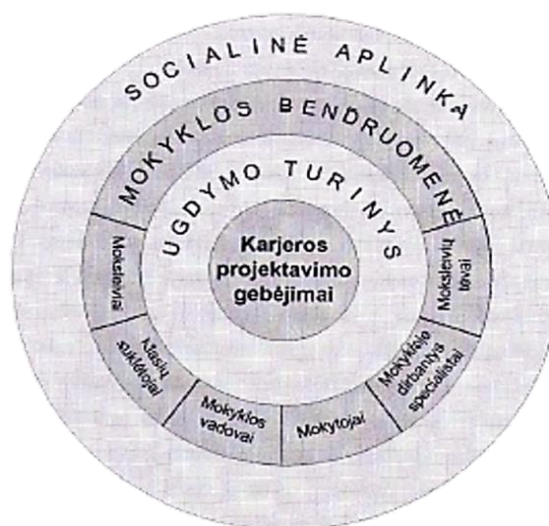 SOCIALINĖ APLINKA
MOKYKLOS BENDRUOMENĖ
UGDYMO TURINYS
Karjeros
projektavimo
gebėjimai
Moksleiviai
Klasių
auklėtojai
Mokyklos
vadovai
Mokytojai
Mokykloje
dirbantys
specialistai
Moksleivių
tėvai